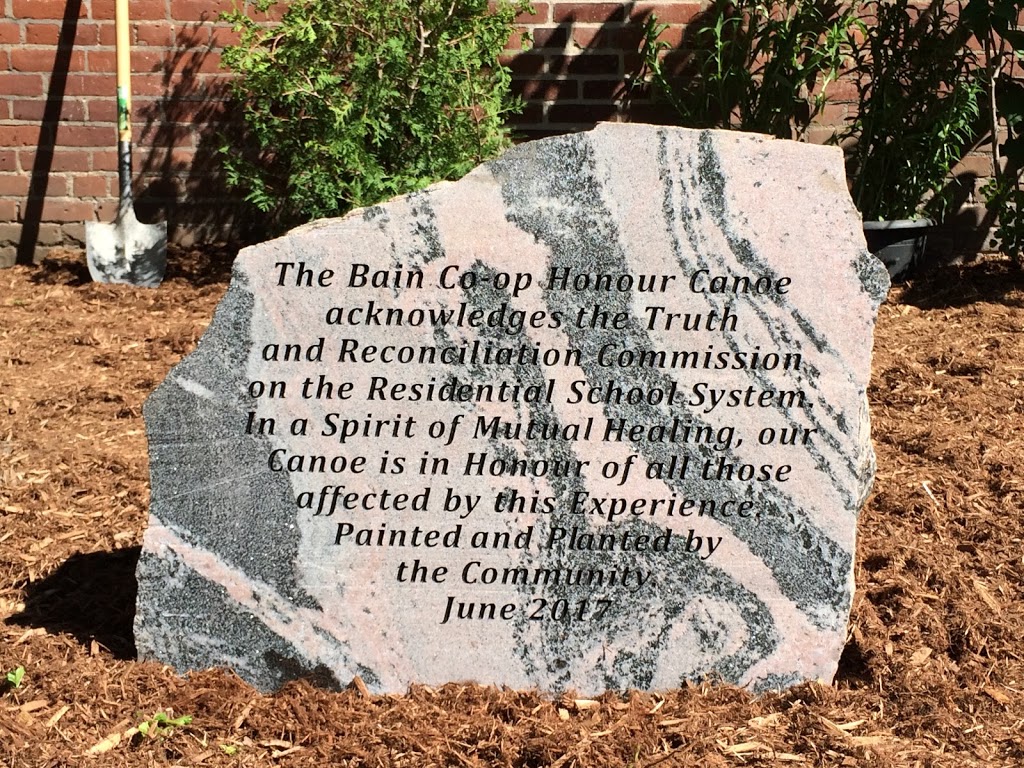 The Bain Co-op Honour Canoe
acknowledges the Truth
and Reconciliation Commission
on the Residential School System.
In a Spirit of Mutual Healing, our
Canoe is in Honour of all those
affected by this Experience.
Painted and Planted by
the Community.
June 2017